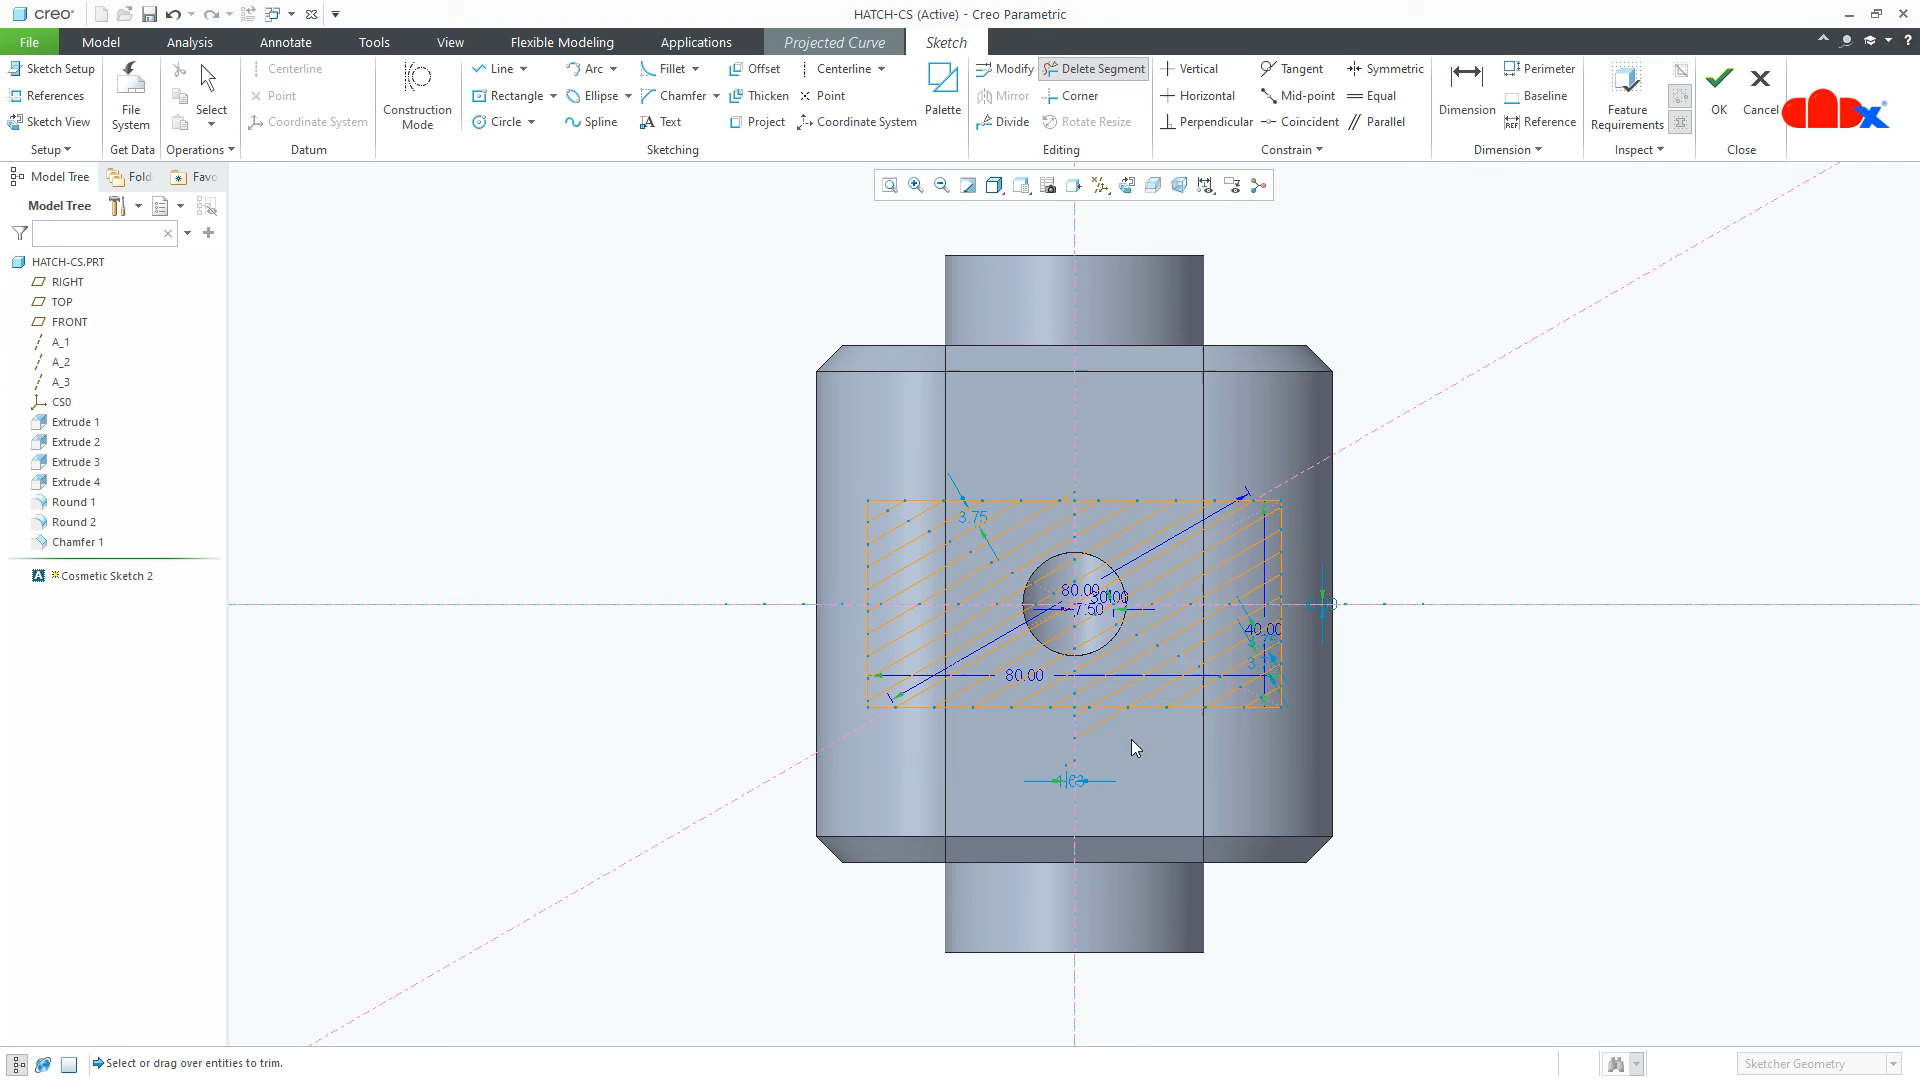 creo HATCH-CS (Active) - Creo Parametric
File Model Analysis Annotate Tools View Flexible Modeling Applications Projected Curve Sketch
Sketch Setup Centerline Line Arc Fillet Offset Centerline Modify Delete Segment Vertical Tangent Symmetric Perimeter
References File System Select Point Construction Mode Rectangle Ellipse Chamfer Thicken Point Palette Mirror Corner Horizontal Mid-point Equal Dimension Baseline Feature Requirements OK Cancel
Sketch View Coordinate System Circle Spline Text Project Coordinate System Divide Rotate Resize Perpendicular Coincident Parallel REF Reference
Setup Get Data Operations Datum Sketching Editing Constrain Dimension Inspect Close
Model Tree Fold Favo
Model Tree
HATCH-CS.PRT
RIGHT
TOP
FRONT
A_1
A_2
A_3
CS0
Extrude 1
Extrude 2
Extrude 3
Extrude 4
Round 1
Round 2
Chamfer 1
A Cosmetic Sketch 2
3.75
80.00
30.00
7.50
40.00
80.00
1.63
Select or drag over entities to trim.
Sketcher Geometry